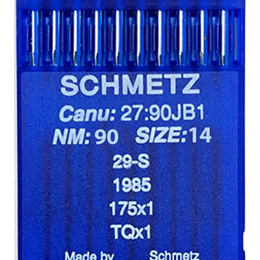 SCHMETZ
Canu: 27:90JB1
NM: 90 SIZE: 14
29-S
1985
175x1
TQx1
Made by Schmetz